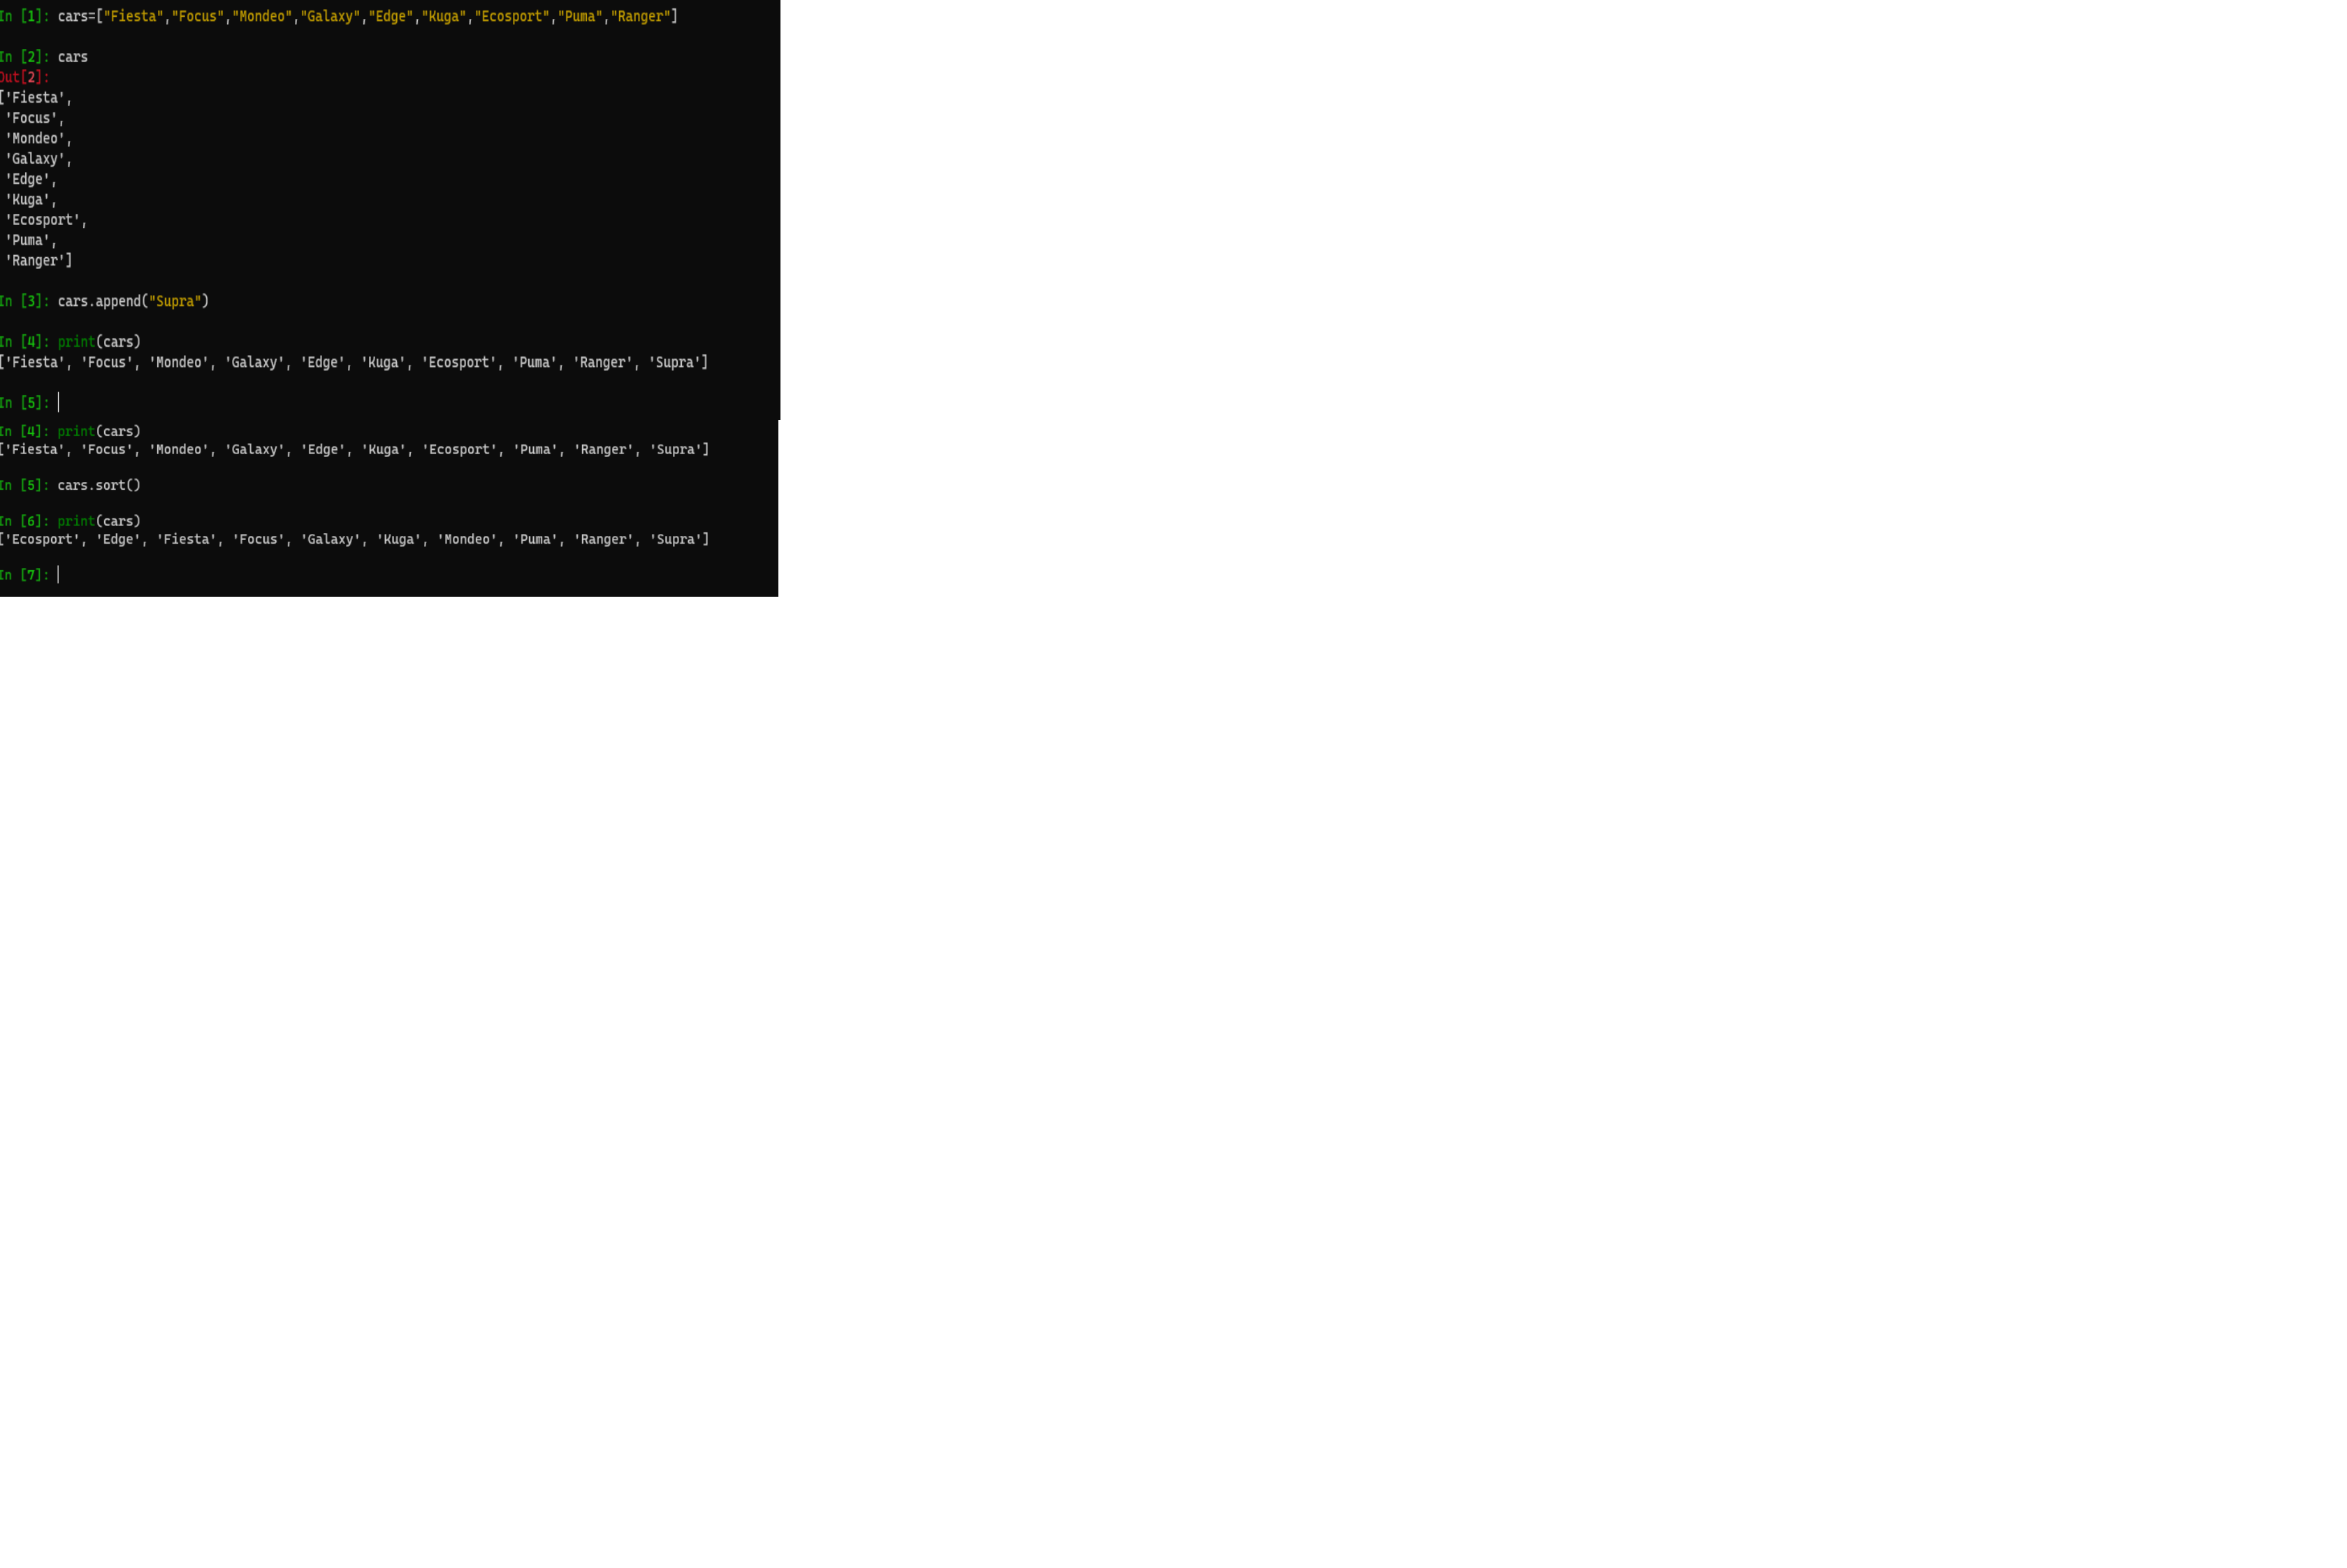 In [1]: cars=["Fiesta","Focus","Mondeo","Galaxy","Edge","Kuga","Ecosport","Puma","Ranger"]
In [2]: cars
Out[2]:
['Fiesta',
 'Focus',
 'Mondeo',
 'Galaxy',
 'Edge',
 'Kuga',
 'Ecosport',
 'Puma',
 'Ranger']
In [3]: cars.append("Supra")
In [4]: print(cars)
['Fiesta', 'Focus', 'Mondeo', 'Galaxy', 'Edge', 'Kuga', 'Ecosport', 'Puma', 'Ranger', 'Supra']
In [5]:
In [4]: print(cars)
['Fiesta', 'Focus', 'Mondeo', 'Galaxy', 'Edge', 'Kuga', 'Ecosport', 'Puma', 'Ranger', 'Supra']
In [5]: cars.sort()
In [6]: print(cars)
['Ecosport', 'Edge', 'Fiesta', 'Focus', 'Galaxy', 'Kuga', 'Mondeo', 'Puma', 'Ranger', 'Supra']
In [7]: